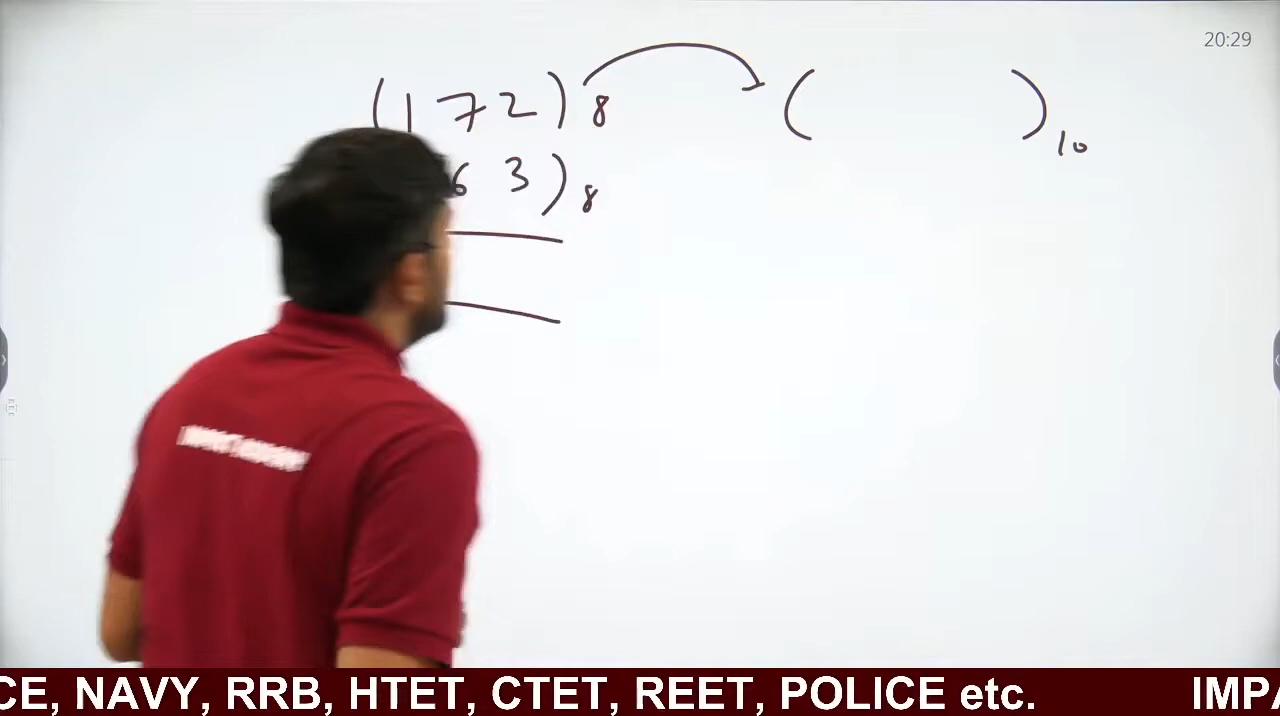 20:29
(172)8 ( )10
6 3)8
CE, NAVY, RRB, HTET, CTET, REET, POLICE etc. IMPA